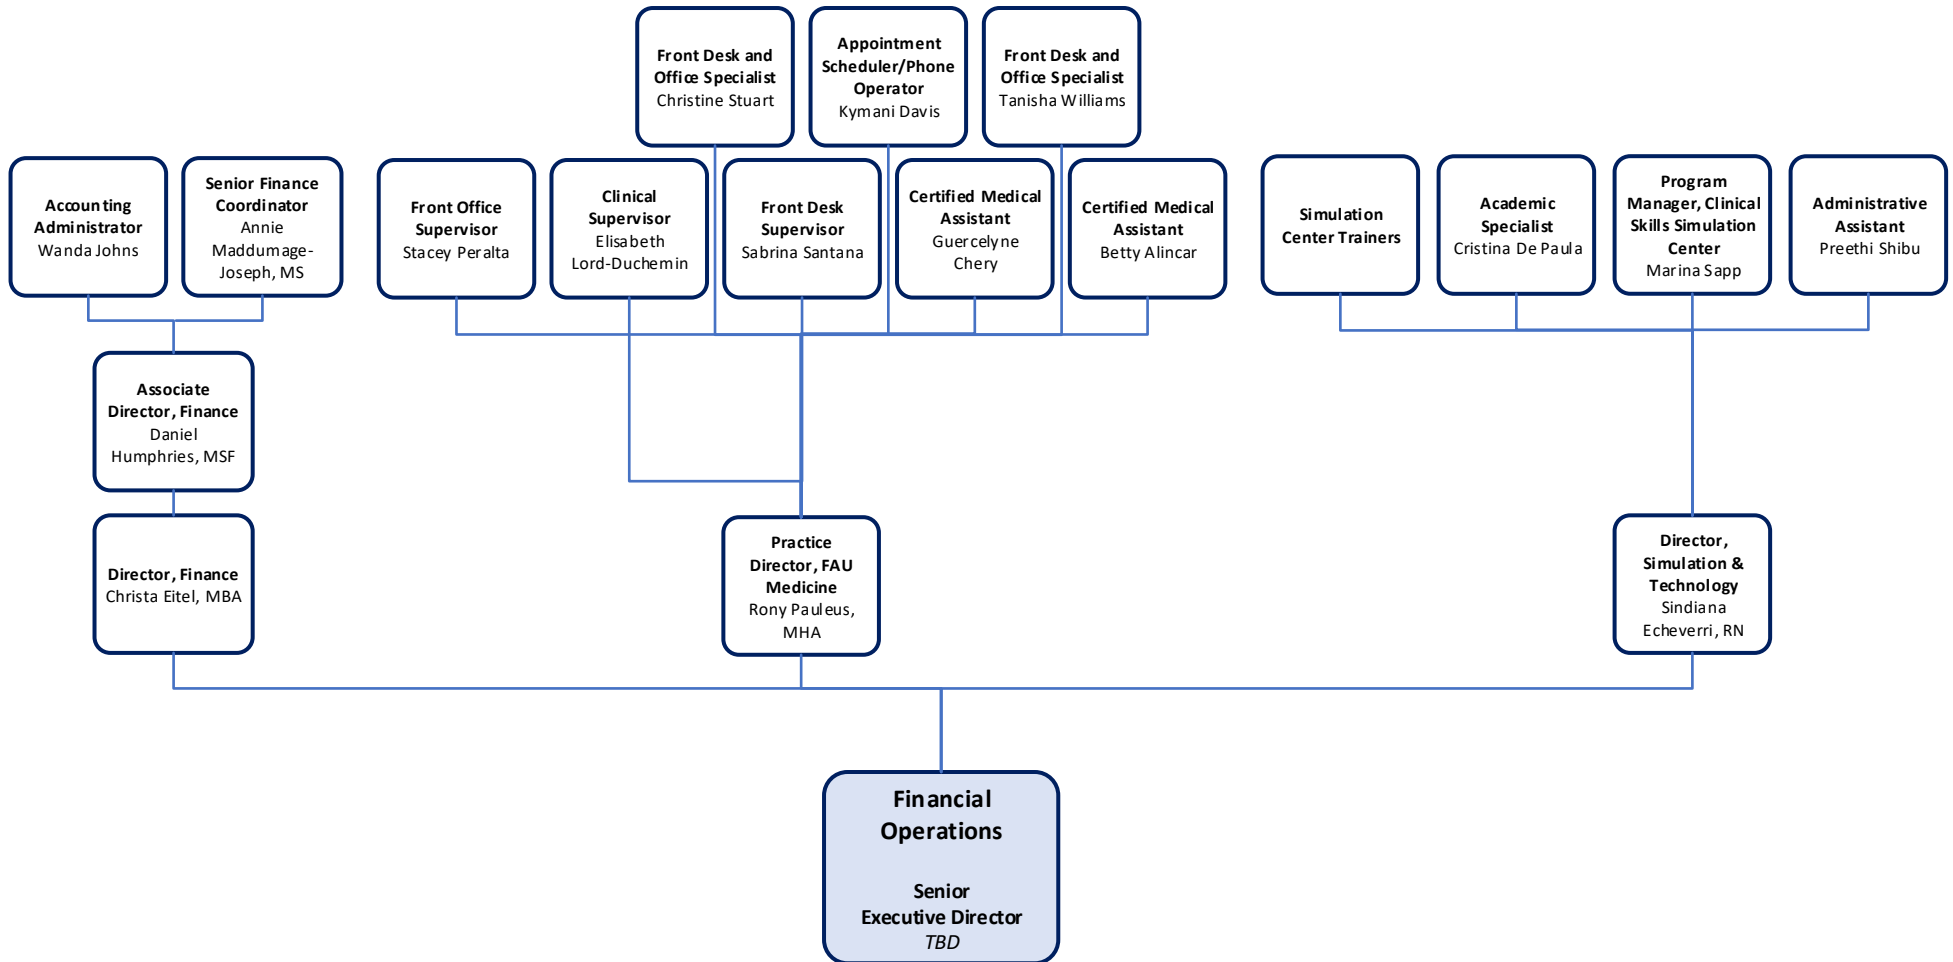 Front Desk and
Office Specialist
Christine Stuart
Appointment
Scheduler/Phone
Operator
Kymani Davis
Front Desk and
Office Specialist
Tanisha Williams
Accounting
Administrator
Wanda Johns
Senior Finance
Coordinator
Annie
Maddumage-
Joseph, MS
Front Office
Supervisor
Stacey Peralta
Clinical
Supervisor
Elisabeth
Lord-Duchemin
Front Desk
Supervisor
Sabrina Santana
Certified Medical
Assistant
Guercelyne
Chery
Certified Medical
Assistant
Betty Alincar
Simulation
Center Trainers
Academic
Specialist
Cristina De Paula
Program
Manager, Clinical
Skills Simulation
Center
Marina Sapp
Administrative
Assistant
Preethi Shibu
Associate
Director, Finance
Daniel
Humphries, MSF
Director, Finance
Christa Eitel, MBA
Practice
Director, FAU
Medicine
Rony Pauleus,
MHA
Director,
Simulation &
Technology
Sindiana
Echeverri, RN
Financial
Operations
Senior
Executive Director
TBD